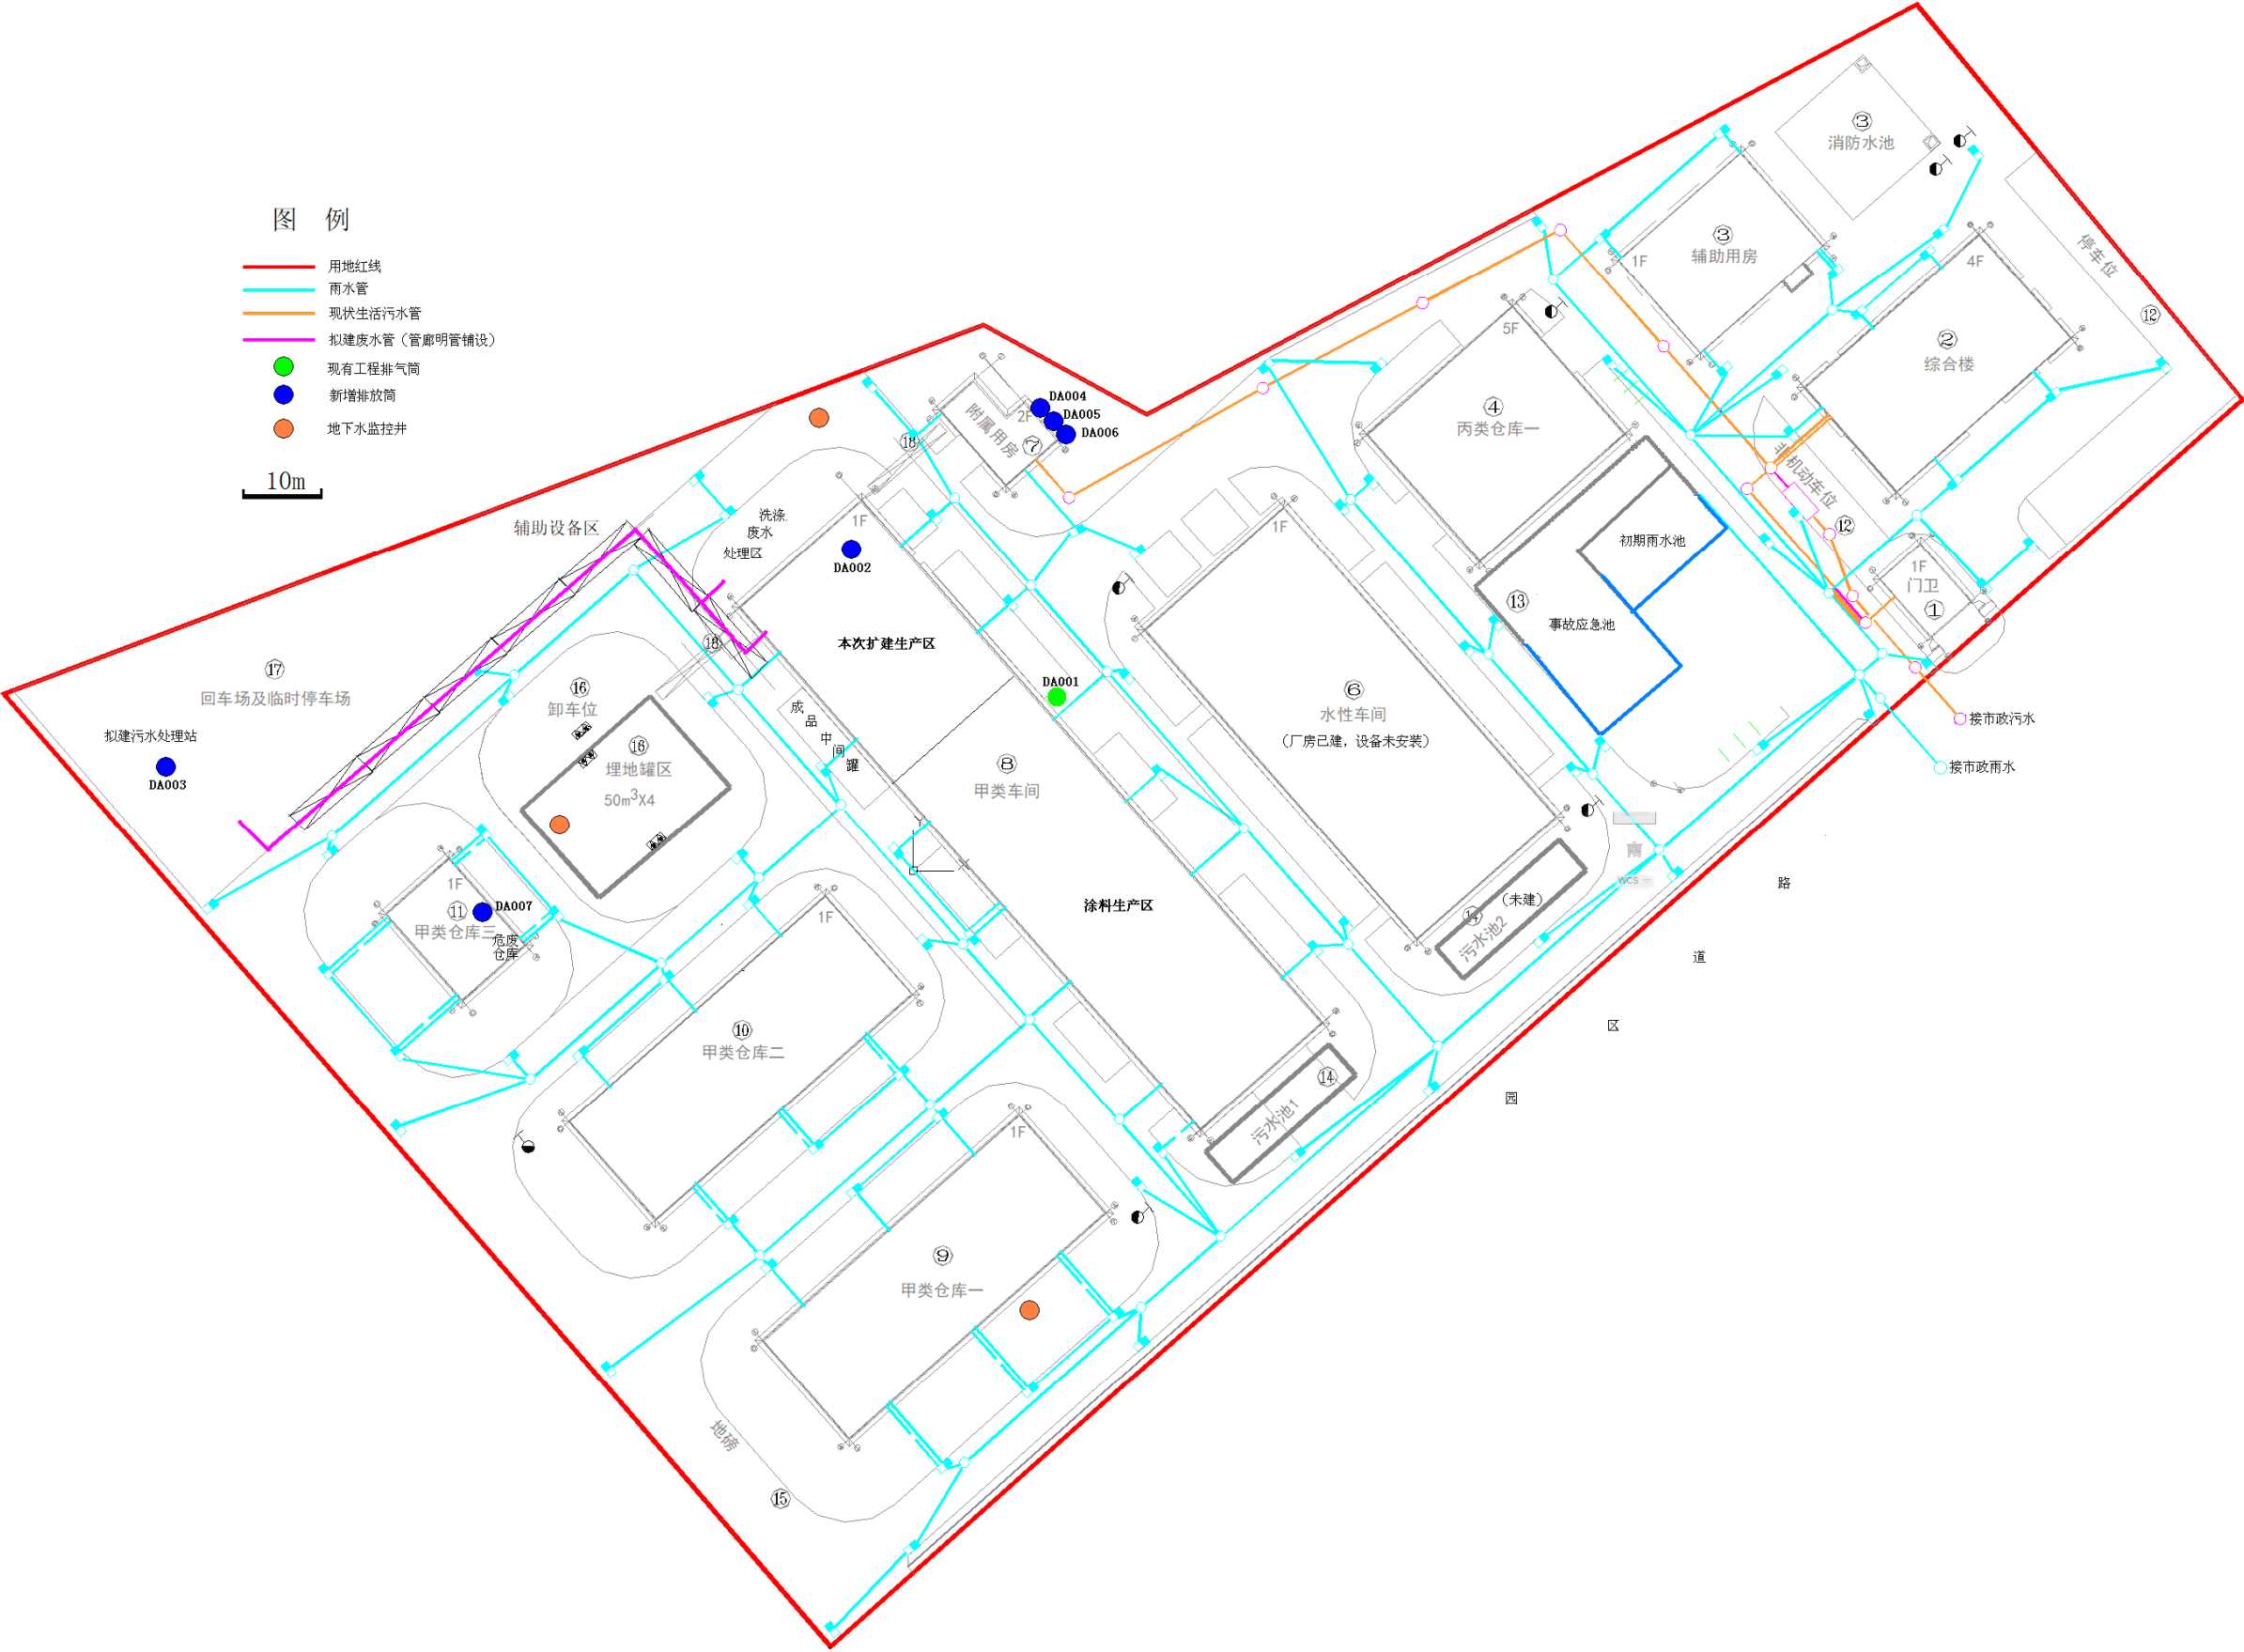 图 例
用地红线
雨水管
现状生活污水管
拟建废水管（管廊明管铺设）
现有工程排气筒
新增排放筒
地下水监控井
10m
③
消防水池
③
辅助用房
1F
停车位
⑫
4F
②
综合楼
非机动车位
⑫
1F
门卫
①
接市政污水
接市政雨水
5F
④
丙类仓库一
初期雨水池
⑬
事故应急池
DA004
DA005
DA006
2F
附属用房
⑦
⑱
洗涤
废水
处理区
1F
DA002
辅助设备区
⑱
本次扩建生产区
DA001
1F
⑥
水性车间
（厂房已建，设备未安装）
⑰
回车场及临时停车场
拟建污水处理站
DA003
⑯
卸车位
⑯
埋地罐区
50m3X4
成品中间罐
⑧
甲类车间
Y
X
涂料生产区
南
WCS
（未建）
⑭
污水池2
⑭
污水池1
1F
⑪
DA007
甲类仓库三
危废
仓库
1F
⑩
甲类仓库二
1F
⑨
甲类仓库一
地磅
⑮
路
道
区
园